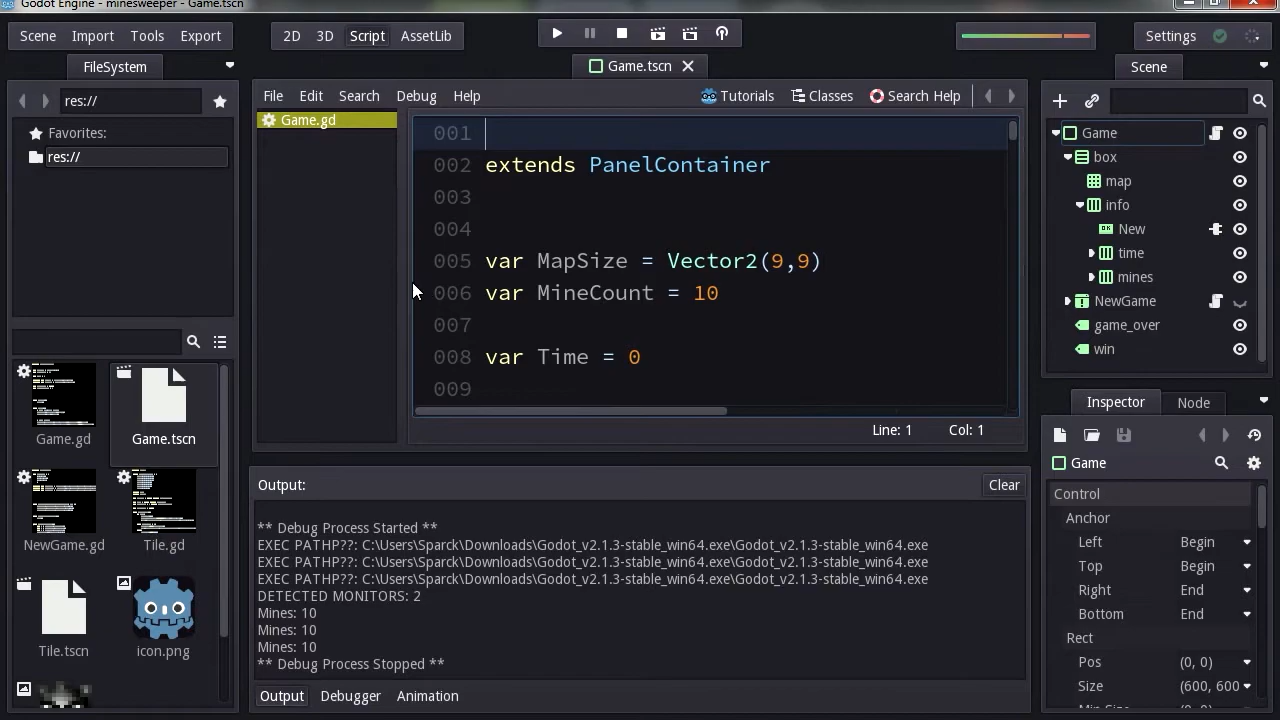 Godot Engine - minesweeper - Game.tscn
Scene Import Tools Export
2D 3D Script AssetLib
Settings
FileSystem
Game.tscn
Scene
res://
File Edit Search Debug Help
Tutorials Classes Search Help
Favorites:
res://
Game.gd
001
002 extends PanelContainer
003
004
005 var MapSize = Vector2(9,9)
006 var MineCount = 10
007
008 var Time = 0
009
Line: 1 Col: 1
Game
box
map
info
New
time
mines
NewGame
game_over
win
Game.gd
Game.tscn
NewGame.gd
Tile.gd
Tile.tscn
icon.png
Output:
Clear
** Debug Process Started **
EXEC PATHP??: C:\Users\Sparck\Downloads\Godot_v2.1.3-stable_win64.exe\Godot_v2.1.3-stable_win64.exe
EXEC PATHP??: C:\Users\Sparck\Downloads\Godot_v2.1.3-stable_win64.exe\Godot_v2.1.3-stable_win64.exe
EXEC PATHP??: C:\Users\Sparck\Downloads\Godot_v2.1.3-stable_win64.exe\Godot_v2.1.3-stable_win64.exe
DETECTED MONITORS: 2
Mines: 10
Mines: 10
Mines: 10
** Debug Process Stopped **
Output Debugger Animation
Inspector Node
Game
Control
Anchor
Left Begin
Top Begin
Right End
Bottom End
Rect
Pos (0, 0)
Size (600, 600